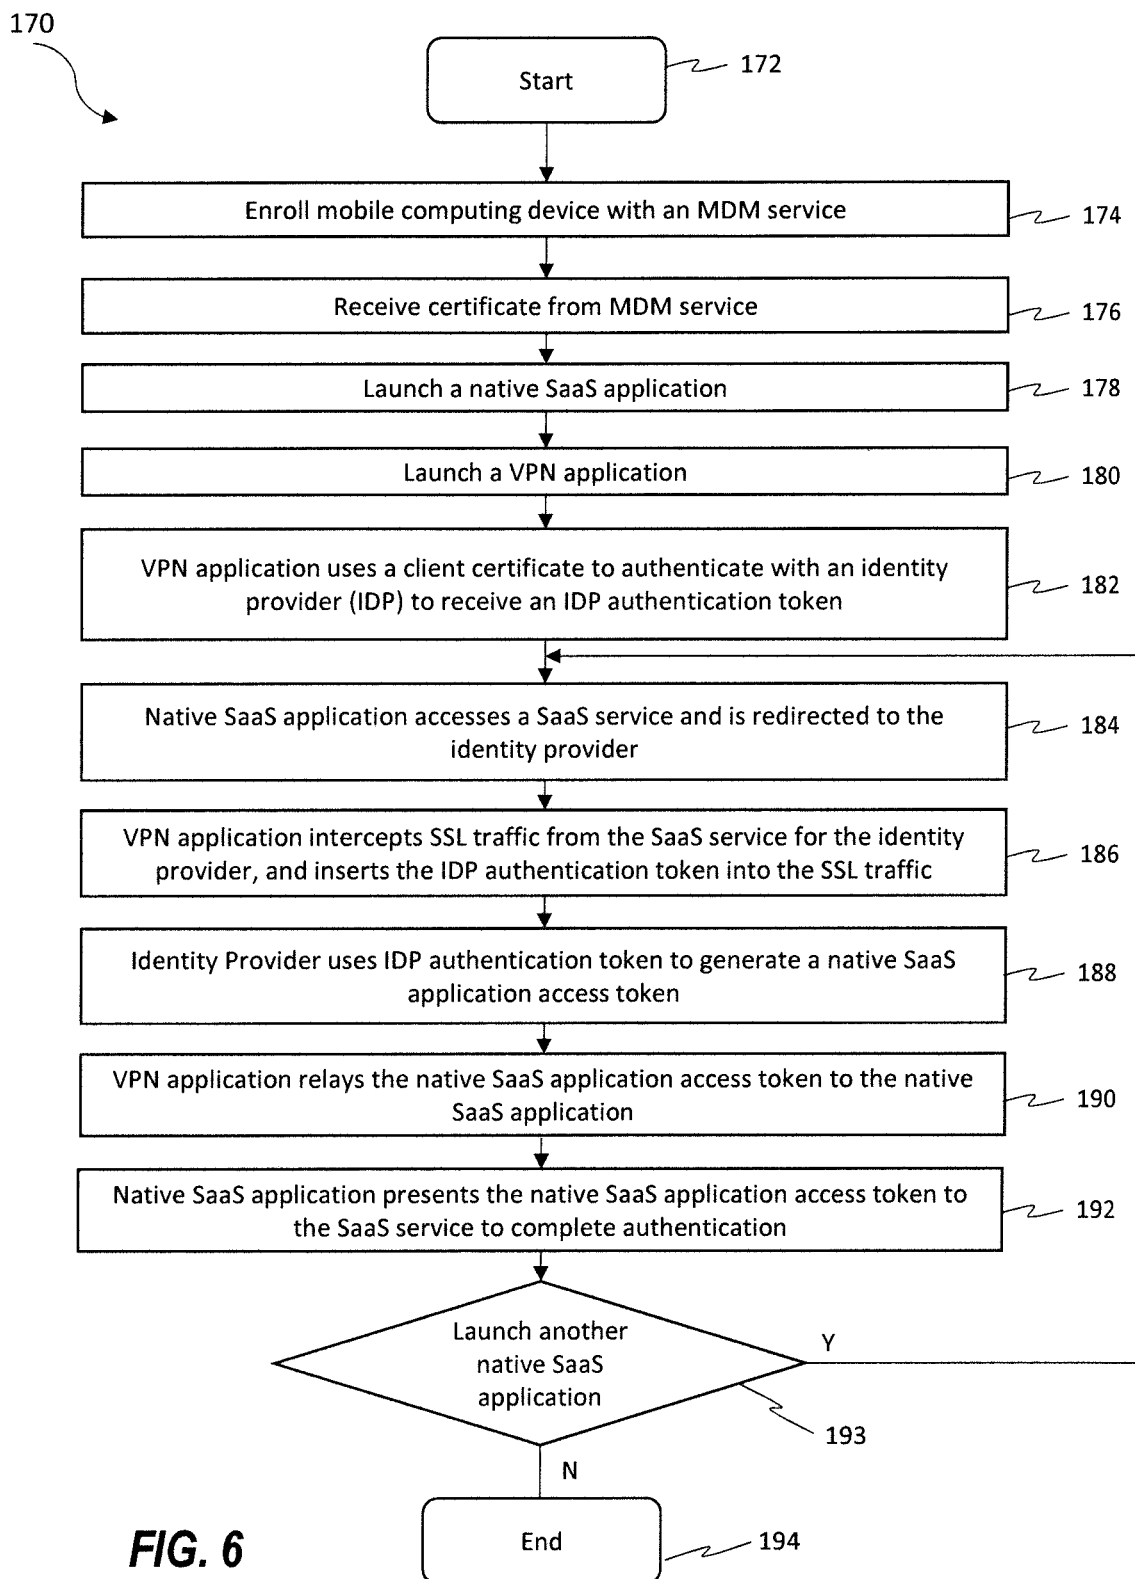 170
Start
172
Enroll mobile computing device with an MDM service
174
Receive certificate from MDM service
176
Launch a native SaaS application
178
Launch a VPN application
180
VPN application uses a client certificate to authenticate with an identity
provider (IDP) to receive an IDP authentication token
182
Native SaaS application accesses a SaaS service and is redirected to the
identity provider
184
VPN application intercepts SSL traffic from the SaaS service for the identity
provider, and inserts the IDP authentication token into the SSL traffic
186
Identity Provider uses IDP authentication token to generate a native SaaS
application access token
188
VPN application relays the native SaaS application access token to the native
SaaS application
190
Native SaaS application presents the native SaaS application access token to
the SaaS service to complete authentication
192
Launch another
native SaaS
application
Y
193
N
End
194
FIG. 6